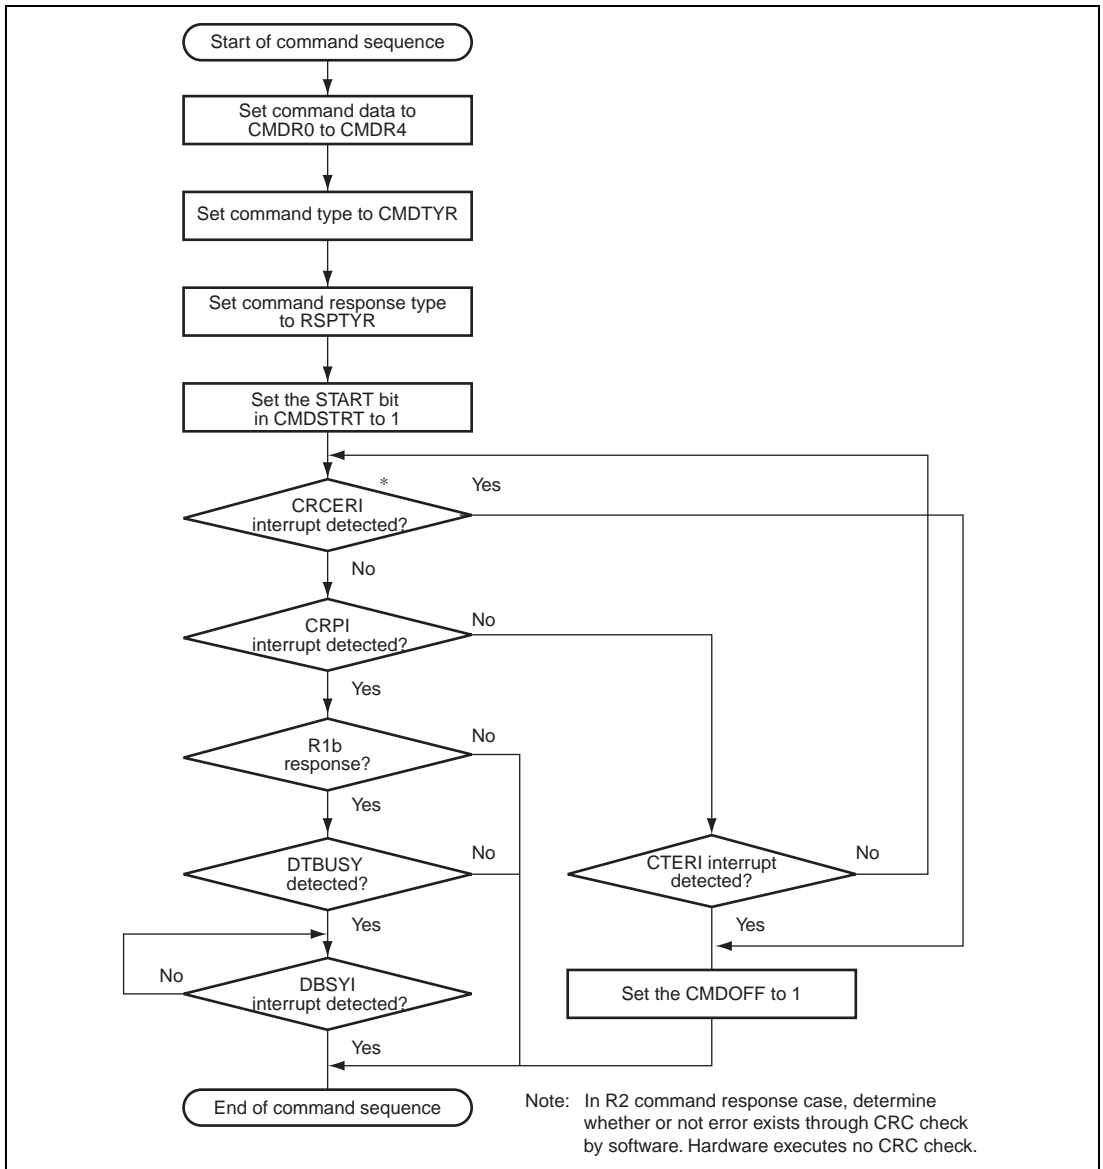 Start of command sequence
Set command data to
CMDR0 to CMDR4
Set command type to CMDTYR
Set command response type
to RSPTYR
Set the START bit
in CMDSTRT to 1
*
Yes
CRCERI
interrupt detected?
No
CRPI
interrupt detected?
No
Yes
R1b
response?
No
Yes
DTBUSY
detected?
No
CTERI interrupt
detected?
No
Yes
Yes
DBSYI
interrupt detected?
No
Set the CMDOFF to 1
Yes
End of command sequence
Note: In R2 command response case, determine
whether or not error exists through CRC check
by software. Hardware executes no CRC check.